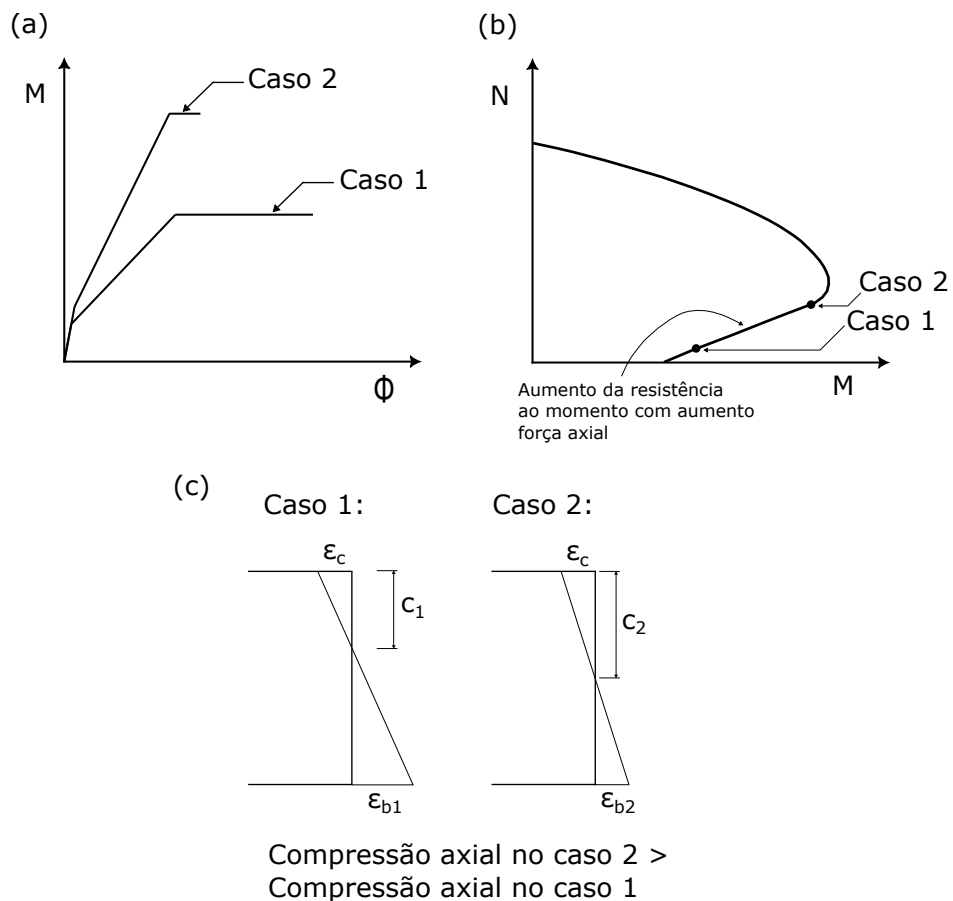 (a)
M
Caso 2
Caso 1
Φ
(b)
N
Caso 2
Caso 1
M
Aumento da resistência
ao momento com aumento
força axial
(c)
Caso 1:
Caso 2:
εc
c1
εb1
εc
c2
εb2
Compressão axial no caso 2 >
Compressão axial no caso 1